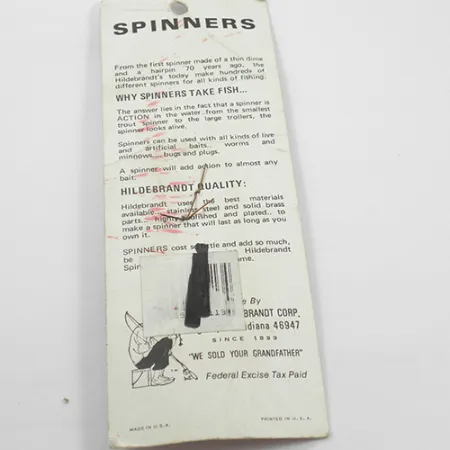 SPINNERS
From the first spinner made of a thin dime
and a hairpin 70 years ago, the
Hildebrandt's today make hundreds of
different spinners for all kinds of fishing.
WHY SPINNERS TAKE FISH...
The answer lies in the fact that a spinner is
ACTION in the water..from the smallest
trout spinner to the large trollers, the
spinner looks alive.
Spinners can be used with all kinds of live
and artificial baits.. worms and
minnows.. bugs and plugs.
A spinner will add action to almost any
bait.
HILDEBRANDT QUALITY:
Hildebrandt uses the best materials
available.. stainless steel and solid brass
parts.. highly polished and plated.. to
make a spinner that will last as long as you
own it.
SPINNERS cost so little and add so much,
be Hildebrandt
Spin me.
e By
BRANDT CORP.
diana 46947
SINCE 1899
"WE SOLD YOUR GRANDFATHER"
Federal Excise Tax Paid
MADE IN U.S.A.
PRINTED IN U.S.A.